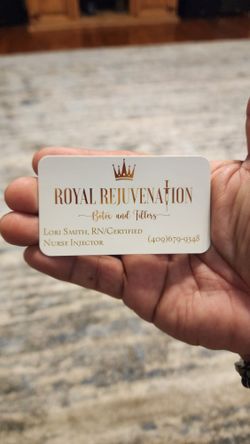 ROYAL REJUVENATION
Botox and Fillers
Lori Smith, RN/Certified
Nurse Injector
(409)679-9348